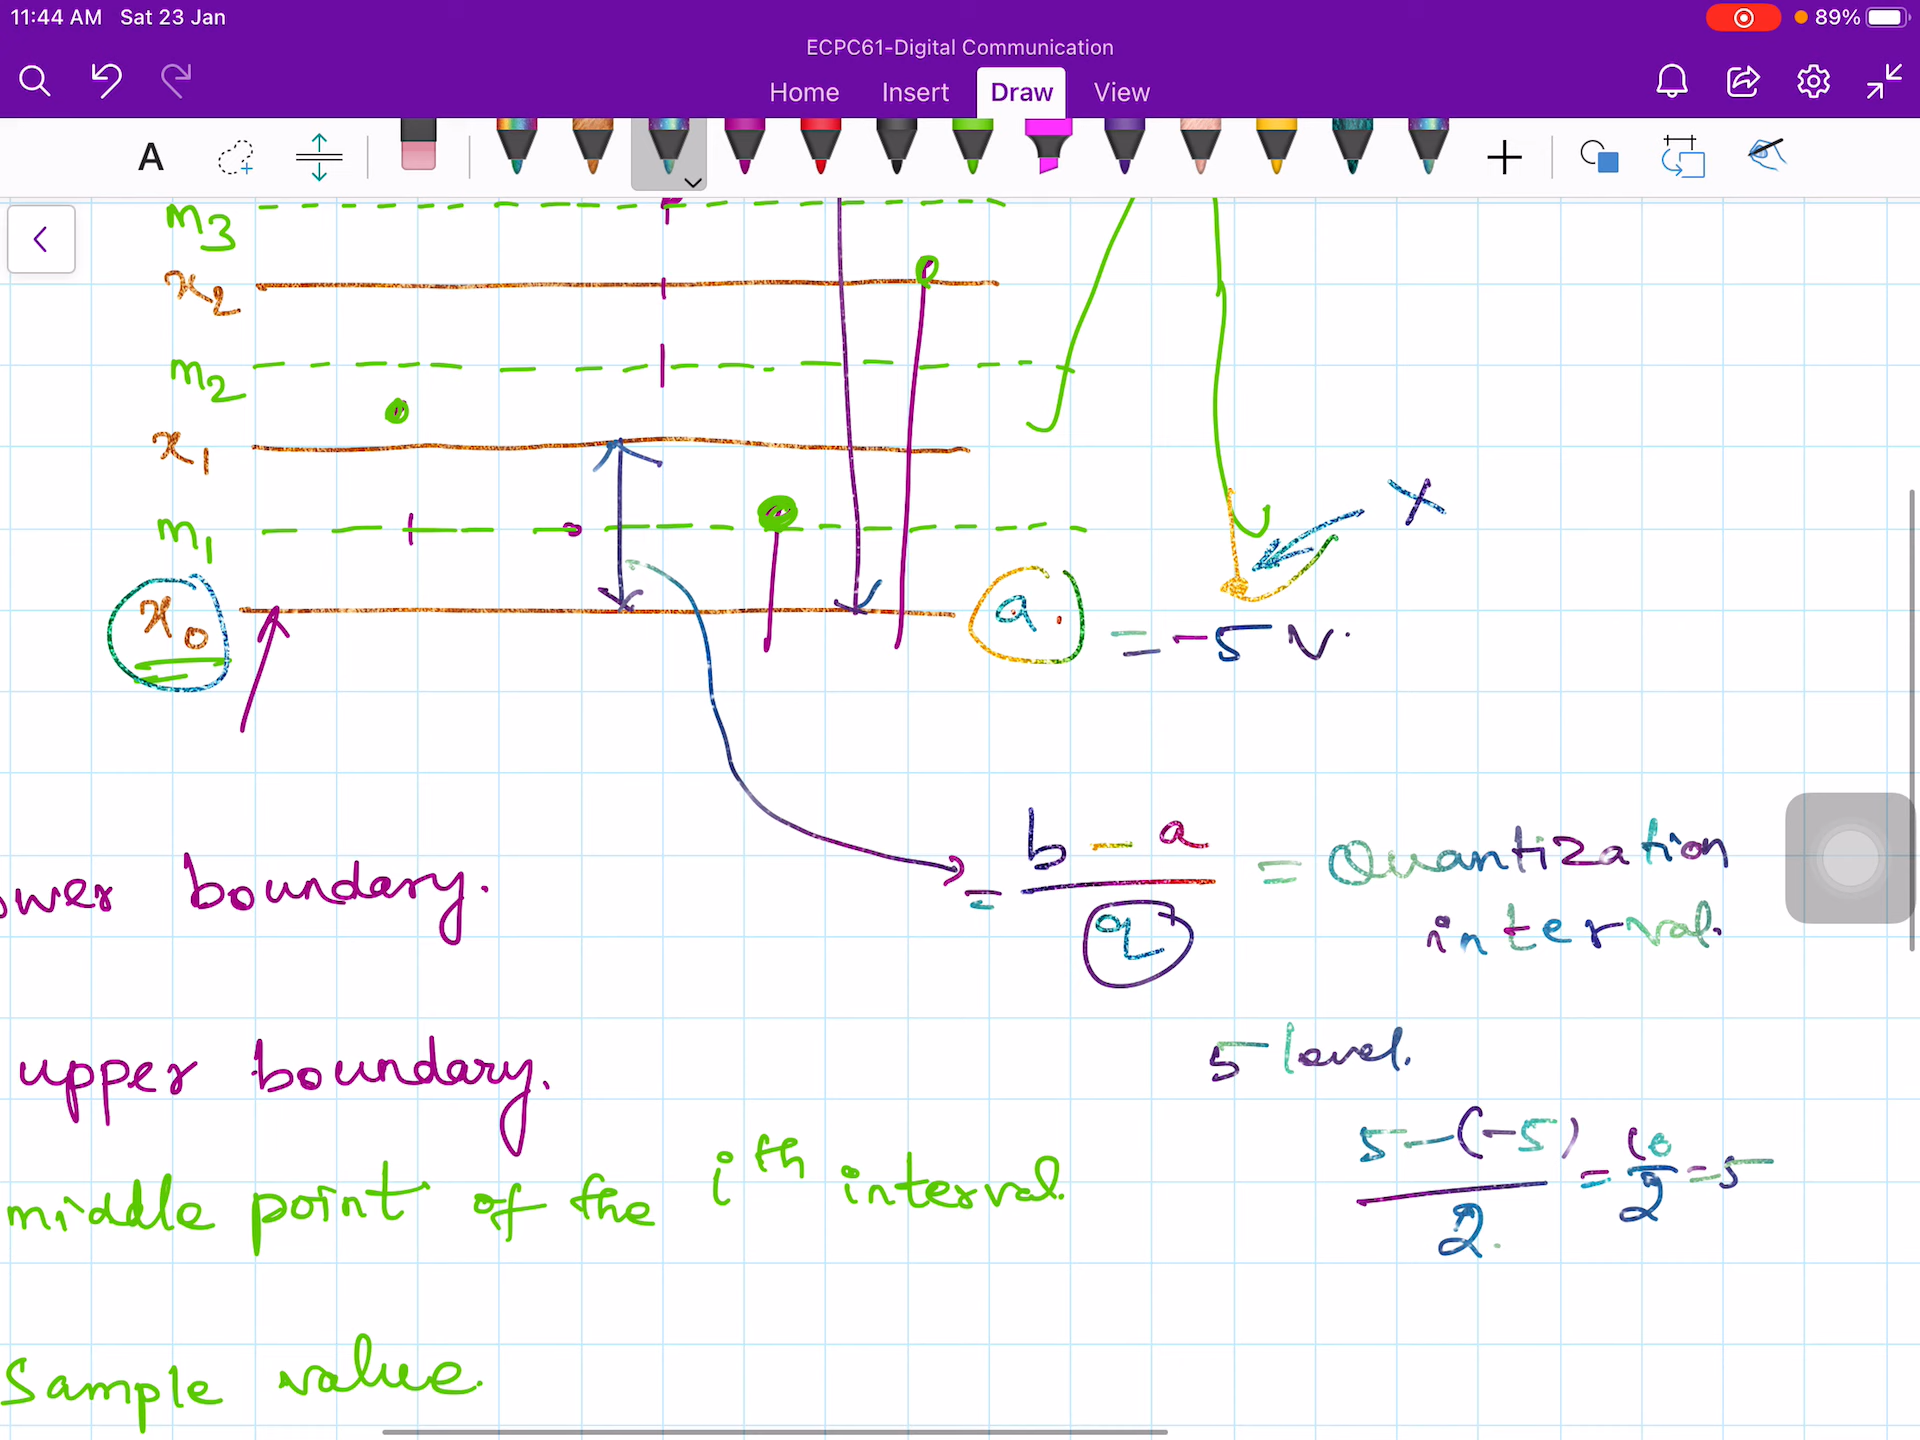 11:44 AM Sat 23 Jan
89%
ECPC61-Digital Communication
Home Insert Draw View
A
m3
x2
m2
x1
m1
x
x0
a. = -5 V.
= b - a / q = Quantization interval.
ower boundary.
5 level.
upper boundary.
5-(-5) / 2 = 10/2 = 5
middle point of the ith interval.
Sample value.